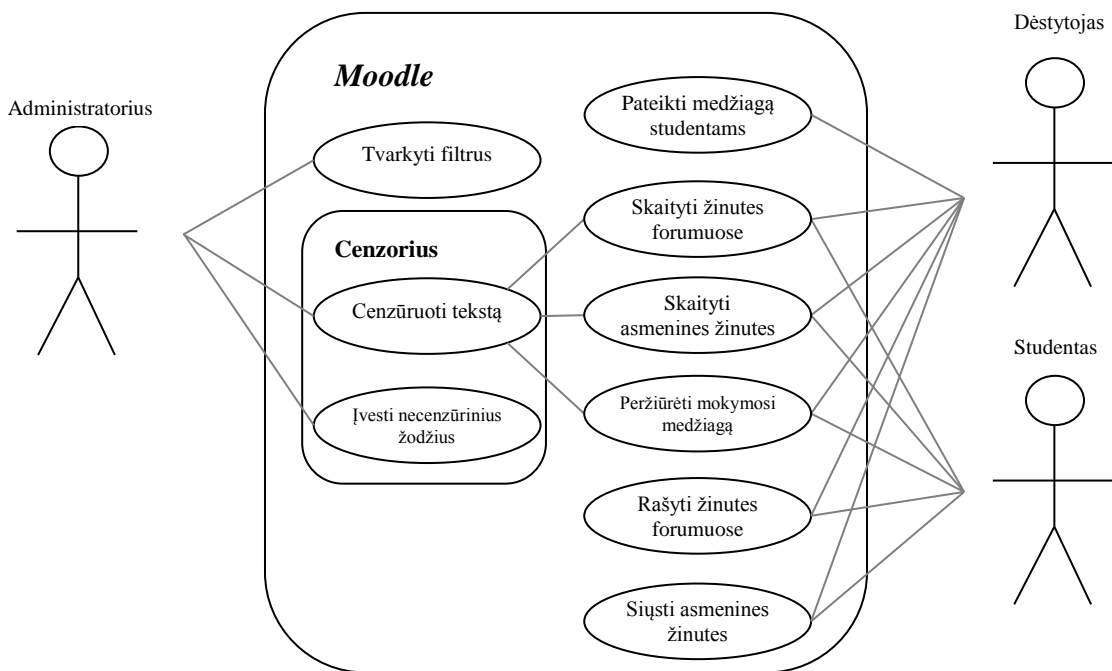 Dėstytojas
Moodle
Administratorius
Pateikti medžiagą
studentams
Tvarkyti filtrus
Skaityti žinutes
forumuose
Cenzorius
Cenzūruoti tekstą
Skaityti
asmenines žinutes
Studentas
Įvesti necenzūrinius
žodžius
Peržiūrėti mokymosi
medžiagą
Rašyti žinutes
forumuose
Siųsti asmenines
žinutes